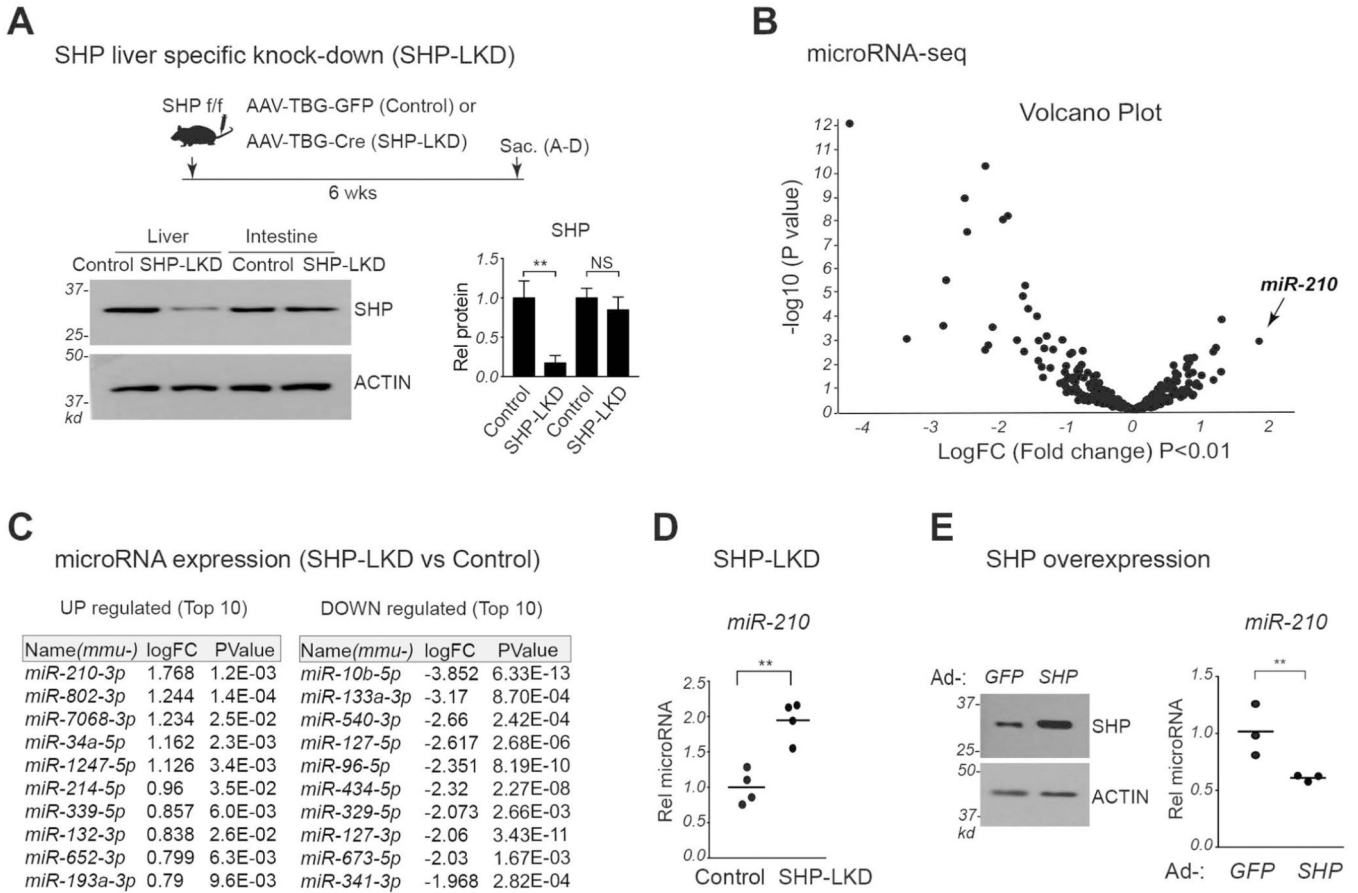 A
SHP liver specific knock-down (SHP-LKD)
SHP f/f AAV-TBG-GFP (Control) or
AAV-TBG-Cre (SHP-LKD)
Sac. (A-D)
6 wks
Liver Intestine
Control SHP-LKD Control SHP-LKD
37-
SHP
25-
50-
ACTIN
37-
kd
SHP
** NS
Rel protein
1.5
1.0
0.5
0.0
Control
SHP-LKD
Control
SHP-LKD
B
microRNA-seq
Volcano Plot
-log10 (P value)
12
11
10
9
8
7
6
5
4
3
2
1
0
miR-210
-4 -3 -2 -1 0 1 2
LogFC (Fold change) P<0.01
C
microRNA expression (SHP-LKD vs Control)
UP regulated (Top 10) DOWN regulated (Top 10)
Name(mmu-) logFC PValue Name(mmu-) logFC PValue
miR-210-3p 1.768 1.2E-03 miR-10b-5p -3.852 6.33E-13
miR-802-3p 1.244 1.4E-04 miR-133a-3p -3.17 8.70E-04
miR-7068-3p 1.234 2.5E-02 miR-540-3p -2.66 2.42E-04
miR-34a-5p 1.162 2.3E-03 miR-127-5p -2.617 2.68E-06
miR-1247-5p 1.126 3.4E-03 miR-96-5p -2.351 8.19E-10
miR-214-5p 0.96 3.5E-02 miR-434-5p -2.32 2.27E-08
miR-339-5p 0.857 6.0E-03 miR-329-5p -2.073 2.66E-03
miR-132-3p 0.838 2.6E-02 miR-127-3p -2.06 3.43E-11
miR-652-3p 0.799 6.3E-03 miR-673-5p -2.03 1.67E-03
miR-193a-3p 0.79 9.6E-03 miR-341-3p -1.968 2.82E-04
D
SHP-LKD
miR-210
**
Rel microRNA
2.5
2.0
1.5
1.0
0.5
0.0
Control SHP-LKD
E
SHP overexpression
Ad-: GFP SHP
37-
SHP
25-
50-
ACTIN
37-
kd
miR-210
**
Rel microRNA
1.5
1.0
0.5
0.0
Ad-: GFP SHP